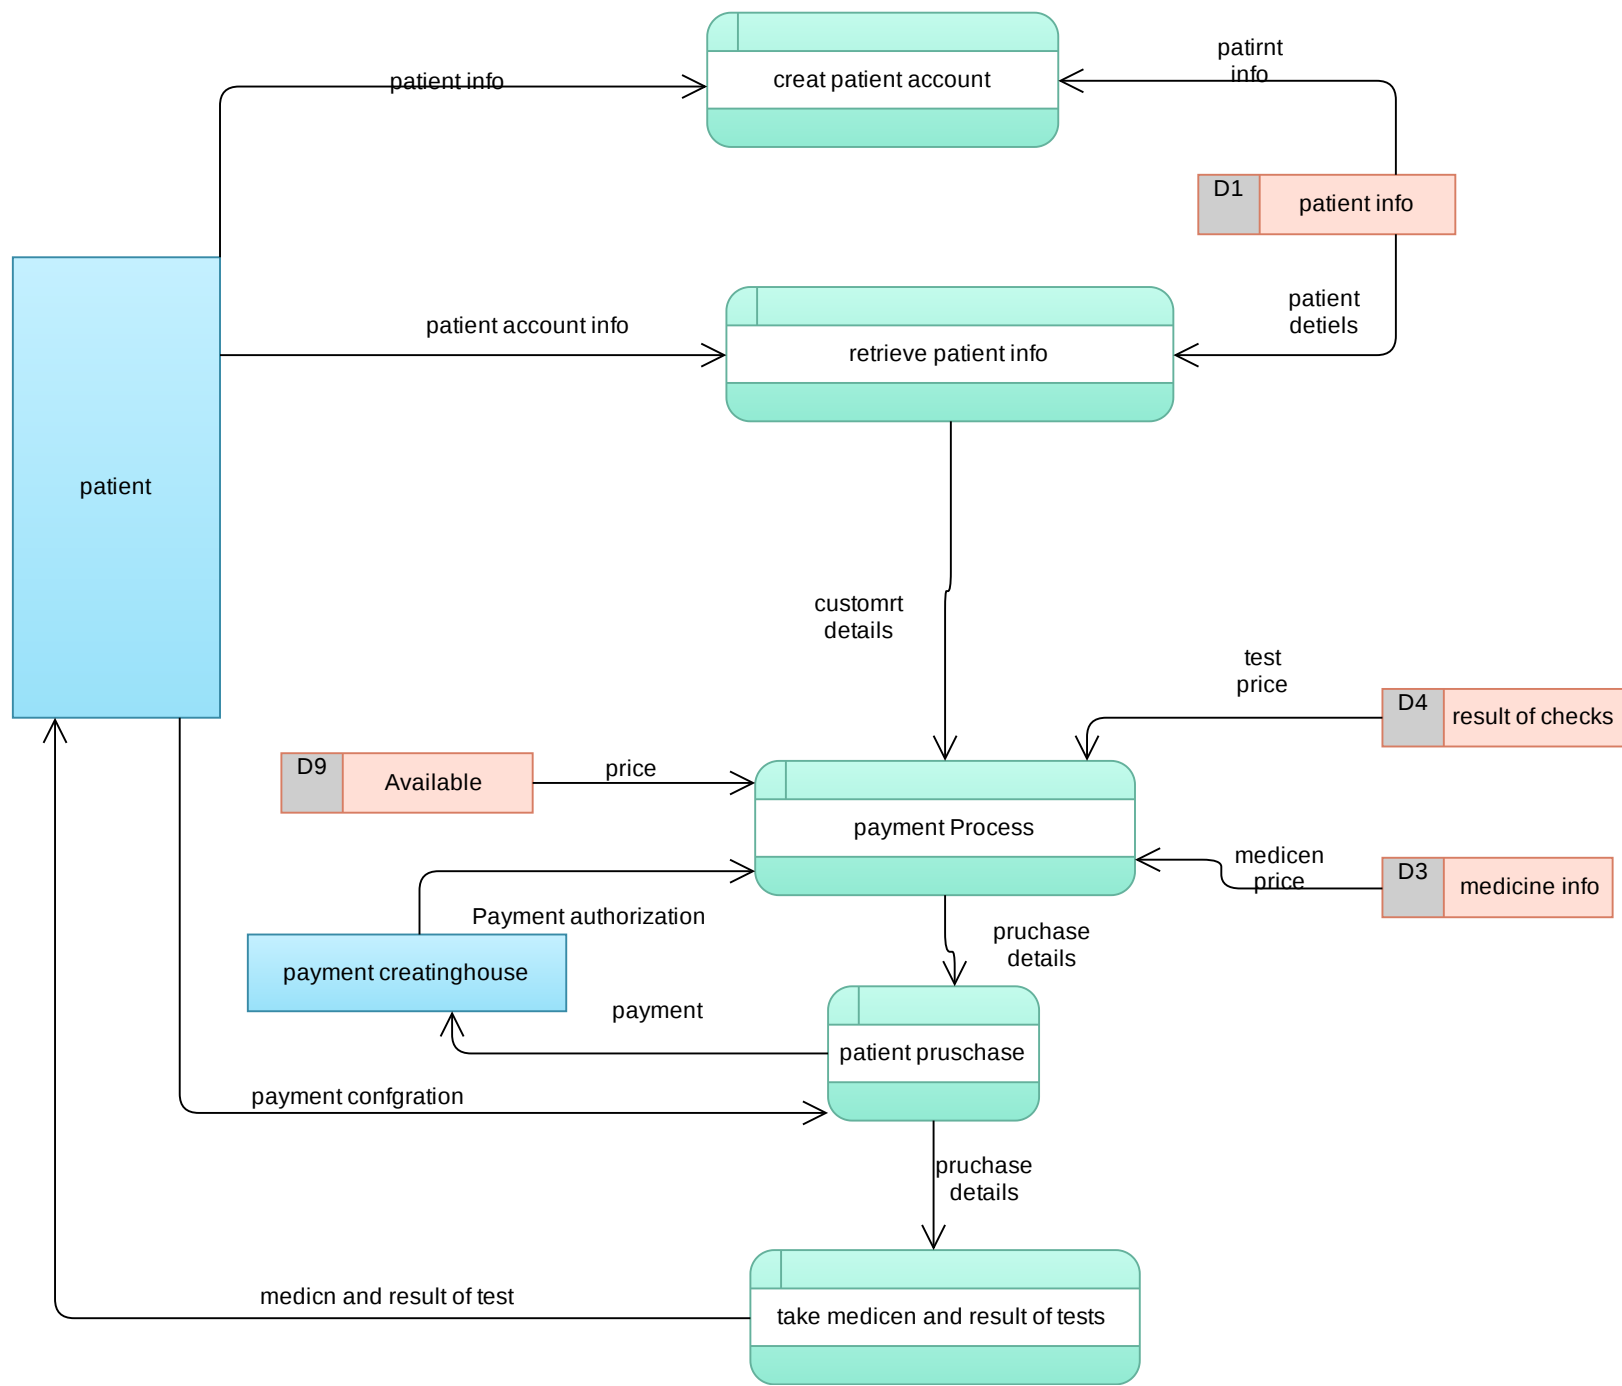 patirnt
info
patient info
creat patient account
D1
patient info
patient
detiels
patient account info
retrieve patient info
patient
customrt
details
test
price
D4
result of checks
D9
Available
price
payment Process
medicen
price
D3
medicine info
Payment authorization
pruchase
details
payment creatinghouse
payment
patient pruschase
payment confgration
pruchase
details
medicn and result of test
take medicen and result of tests